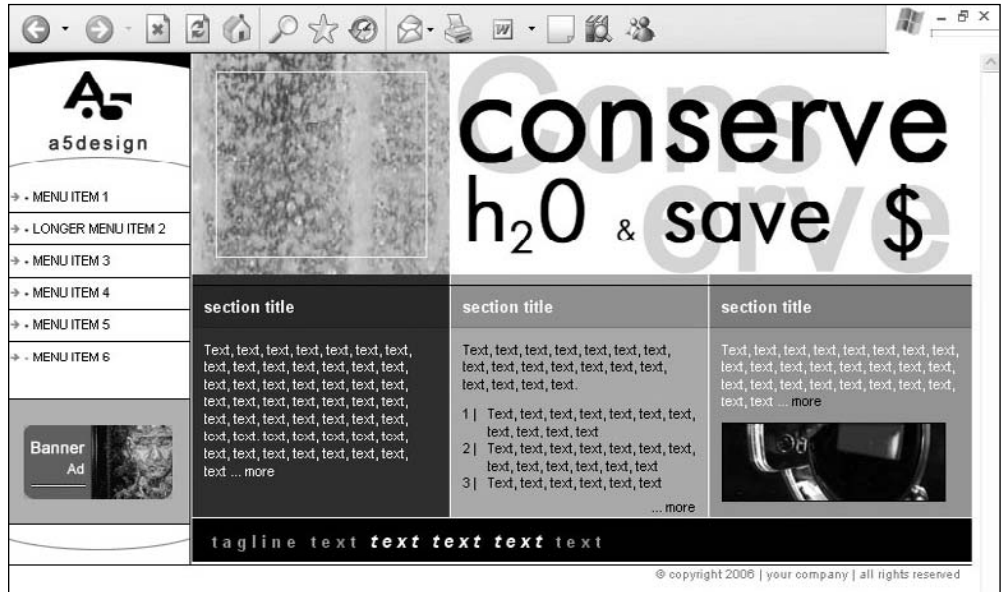 A5
a5design
MENU ITEM 1
LONGER MENU ITEM 2
MENU ITEM 3
MENU ITEM 4
MENU ITEM 5
MENU ITEM 6
Banner
Ad
Cons
erve
conserve
h2O & save $
section title
Text, text, text, text, text, text, text,
text, text, text, text, text, text, text,
text, text, text, text, text, text, text,
text, text, text, text, text, text, text,
text, text, text, text, text, text, text,
text, text, text, text, text, text, text,
text, text, text, text, text, text, text,
text ... more
section title
Text, text, text, text, text, text, text,
text, text, text, text, text, text, text,
text, text, text, text.
1 | Text, text, text, text, text, text, text,
text, text, text, text
2 | Text, text, text, text, text, text, text,
text, text, text, text, text, text
3 | Text, text, text, text, text, text
... more
section title
Text, text, text, text, text, text, text, text,
text, text, text, text, text, text, text, text,
text, text, text, text, text, text, text, text,
text, text ... more
tagline text text text text text
© copyright 2006 | your company | all rights reserved